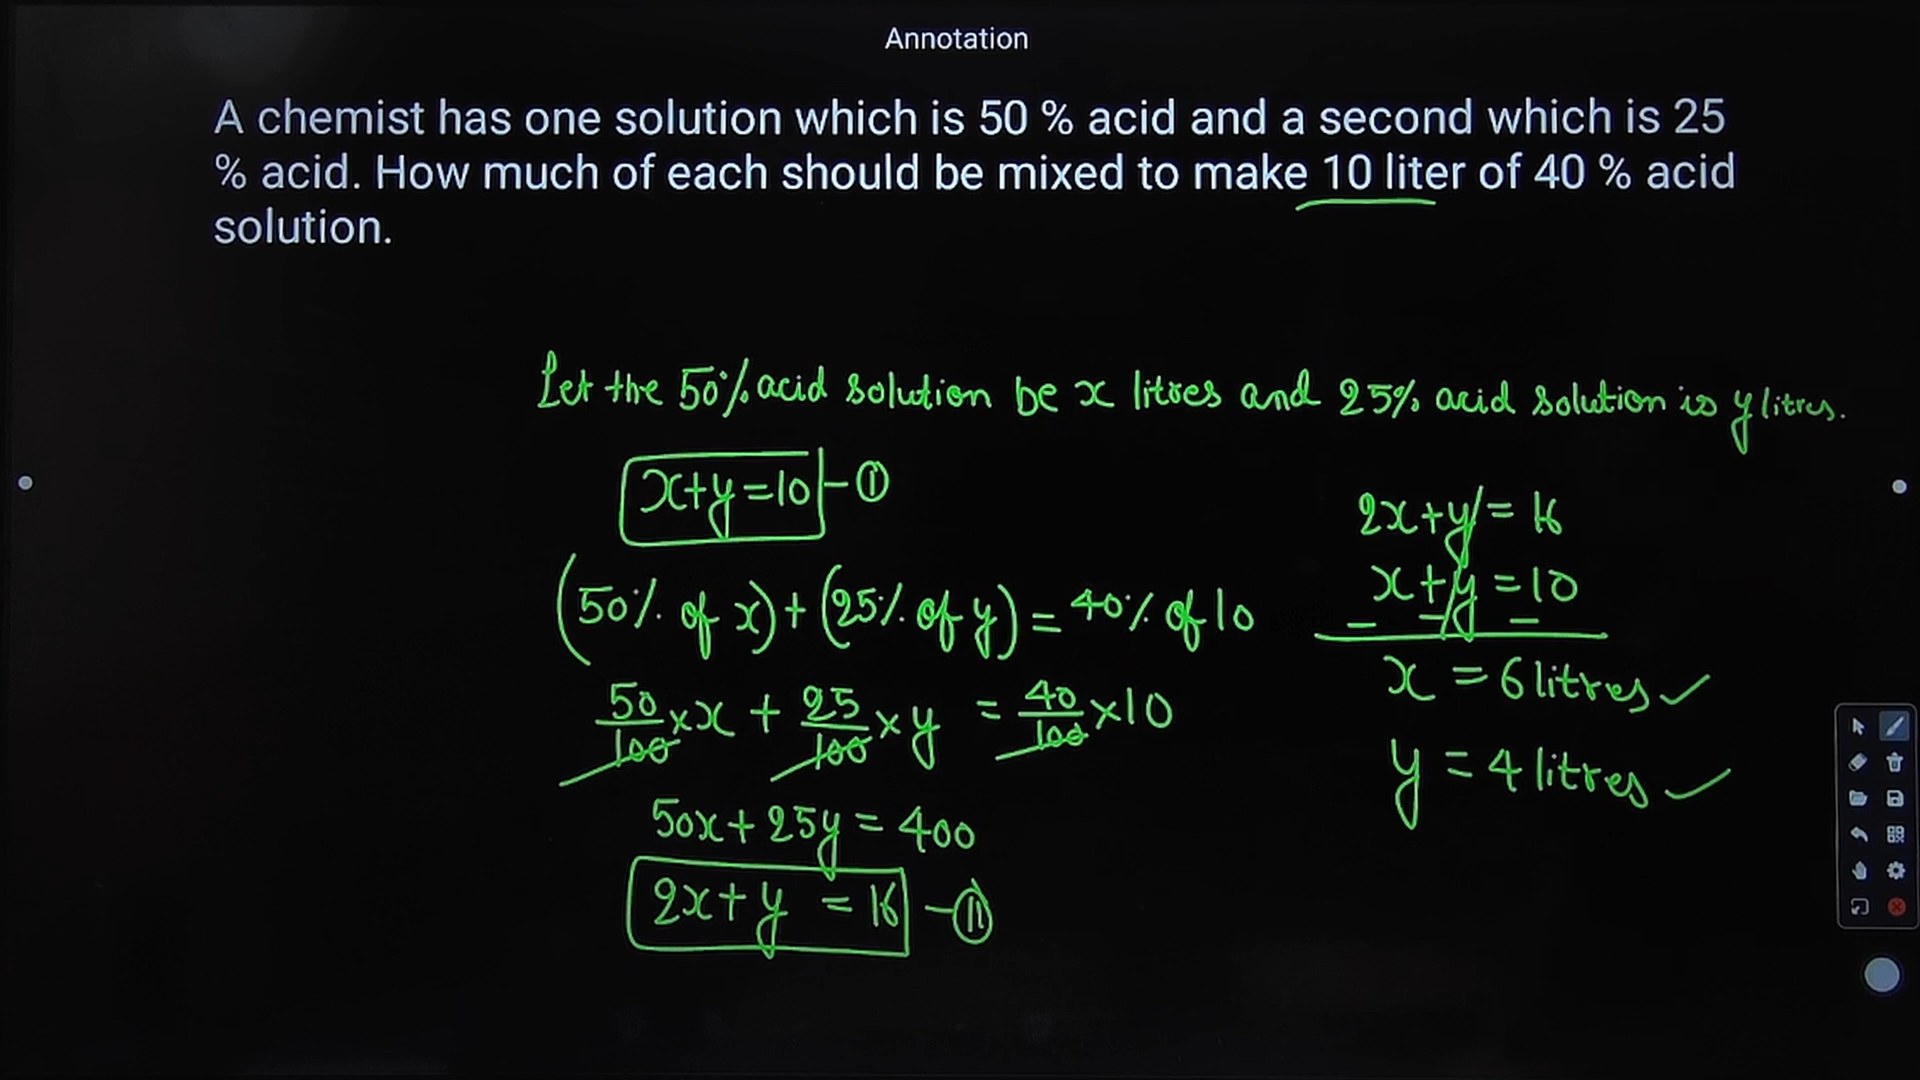 Annotation
A chemist has one solution which is 50 % acid and a second which is 25
% acid. How much of each should be mixed to make 10 liter of 40 % acid
solution.
Let the 50% acid solution be x litres and 25% acid solution is y litres.
x+y=10 -①
(50% of x)+(25% of y)=40% of 10
50/100 ×x + 25/100 ×y = 40/100 ×10
50x+25y=400
2x+y =16 -⑪
2x+y=16
x+y=10
- - -
x = 6 litres ✓
y = 4 litres ✓